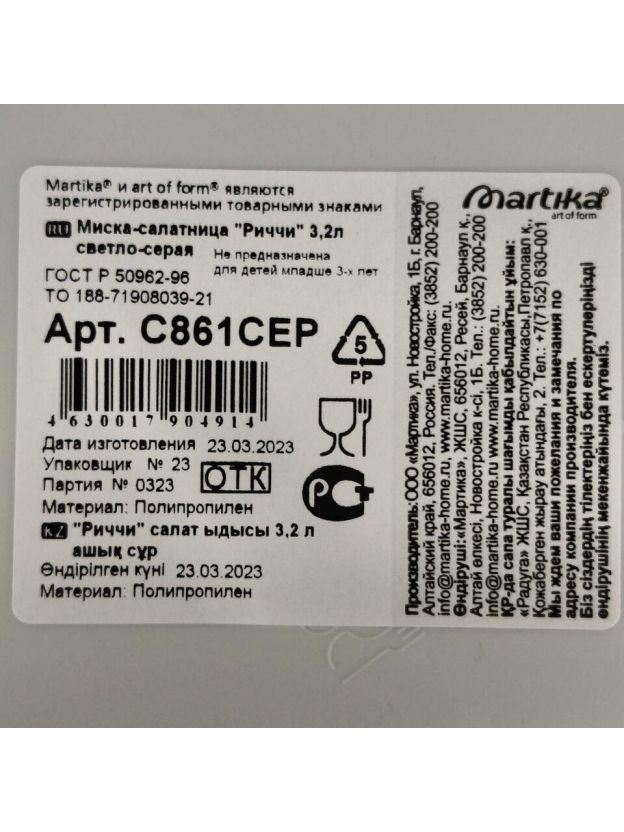 Martika® и art of form® являются
зарегистрированными товарными знаками
RU Миска-салатница "Риччи" 3,2л
светло-серая
Не предназначена
для детей младше 3-х лет
ГОСТ Р 50962-96
ТО 188-71908039-21
Арт. С861СЕР
5
PP
4630017904914
Дата изготовления 23.03.2023
Упаковщик № 23
Партия № 0323
ОТК
РСТ
Материал: Полипропилен
KZ "Риччи" салат ыдысы 3,2 л
ашық сұр
Өндірілген күні 23.03.2023
Материал: Полипропилен
Martika®
art of form
Производитель:ООО «Мартика», ул. Новостройка, 1Б, г. Барнаул,
Алтайский край, 656012, Россия. Тел./Факс: (3852) 200-200
info@martika-home.ru, www.martika-home.ru.
Өндіруші:«Мартика», ЖШС, 656012, Ресей, Барнаул қ.,
Алтай өлкесі, Новостройка к-сі, 1Б. Тел.: (3852) 200-200
info@martika-home.ru, www.martika-home.ru
ҚР-да сапа туралы шағымды қабылдайтын ұйым:
«Радуга» ЖШС, Қазақстан Республикасы,Петропавл қ.,
Қожаберген жырау атындағы, 2. Тел.: +7(7152) 630-001
Мы ждем ваши пожелания и замечания по
адресу компании производителя.
Біз сіздердің тілектеріңіз бен ескертулеріңізді
өндірушінің мекенжайында күтеміз.